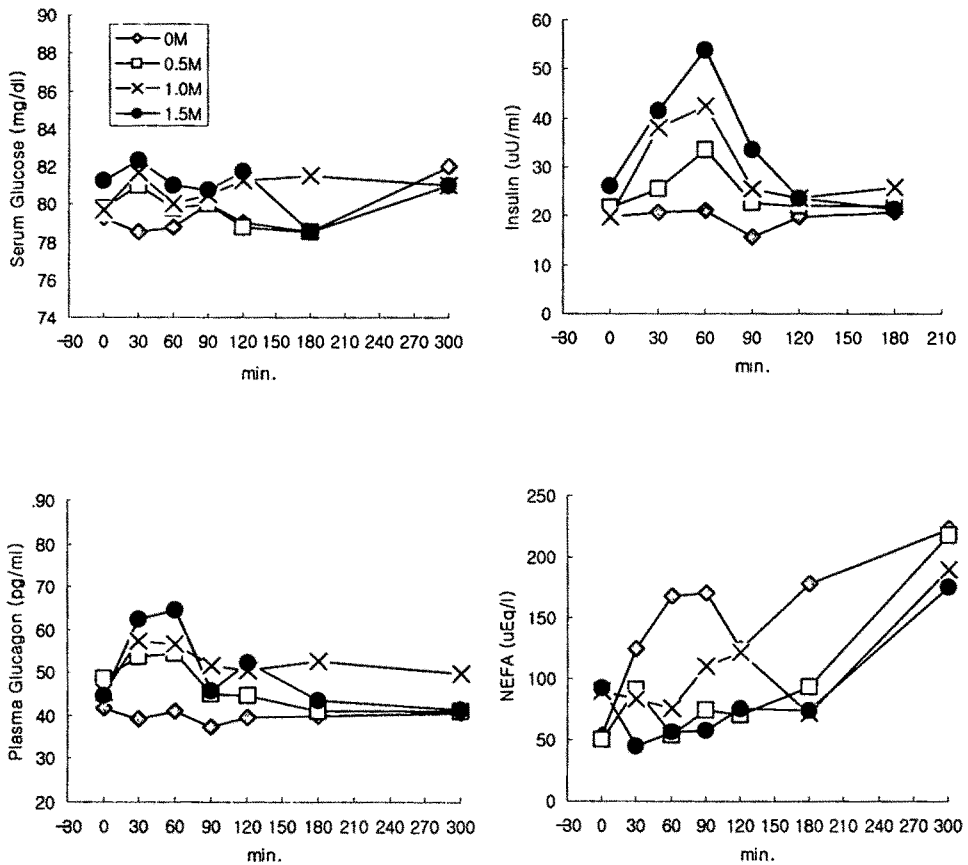 90
88
86
84
82
80
78
76
74
Serum Glucose (mg/dl)
0M
0.5M
1.0M
1.5M
-30 0 30 60 90 120 150 180 210 240 270 300
min.
60
50
40
30
20
10
0
Insulin (uU/ml)
-30 0 30 60 90 120 150 180 210
min.
.90
80
70
60
50
40
30
20
Plasma Glucagon (pg/ml)
-30 0 30 60 90 120 150 180 210 240 270 300
min.
250
200
150
100
50
0
NEFA (uEq/l)
-30 0 30 60 90 120 150 180 210 240 270 300
min.